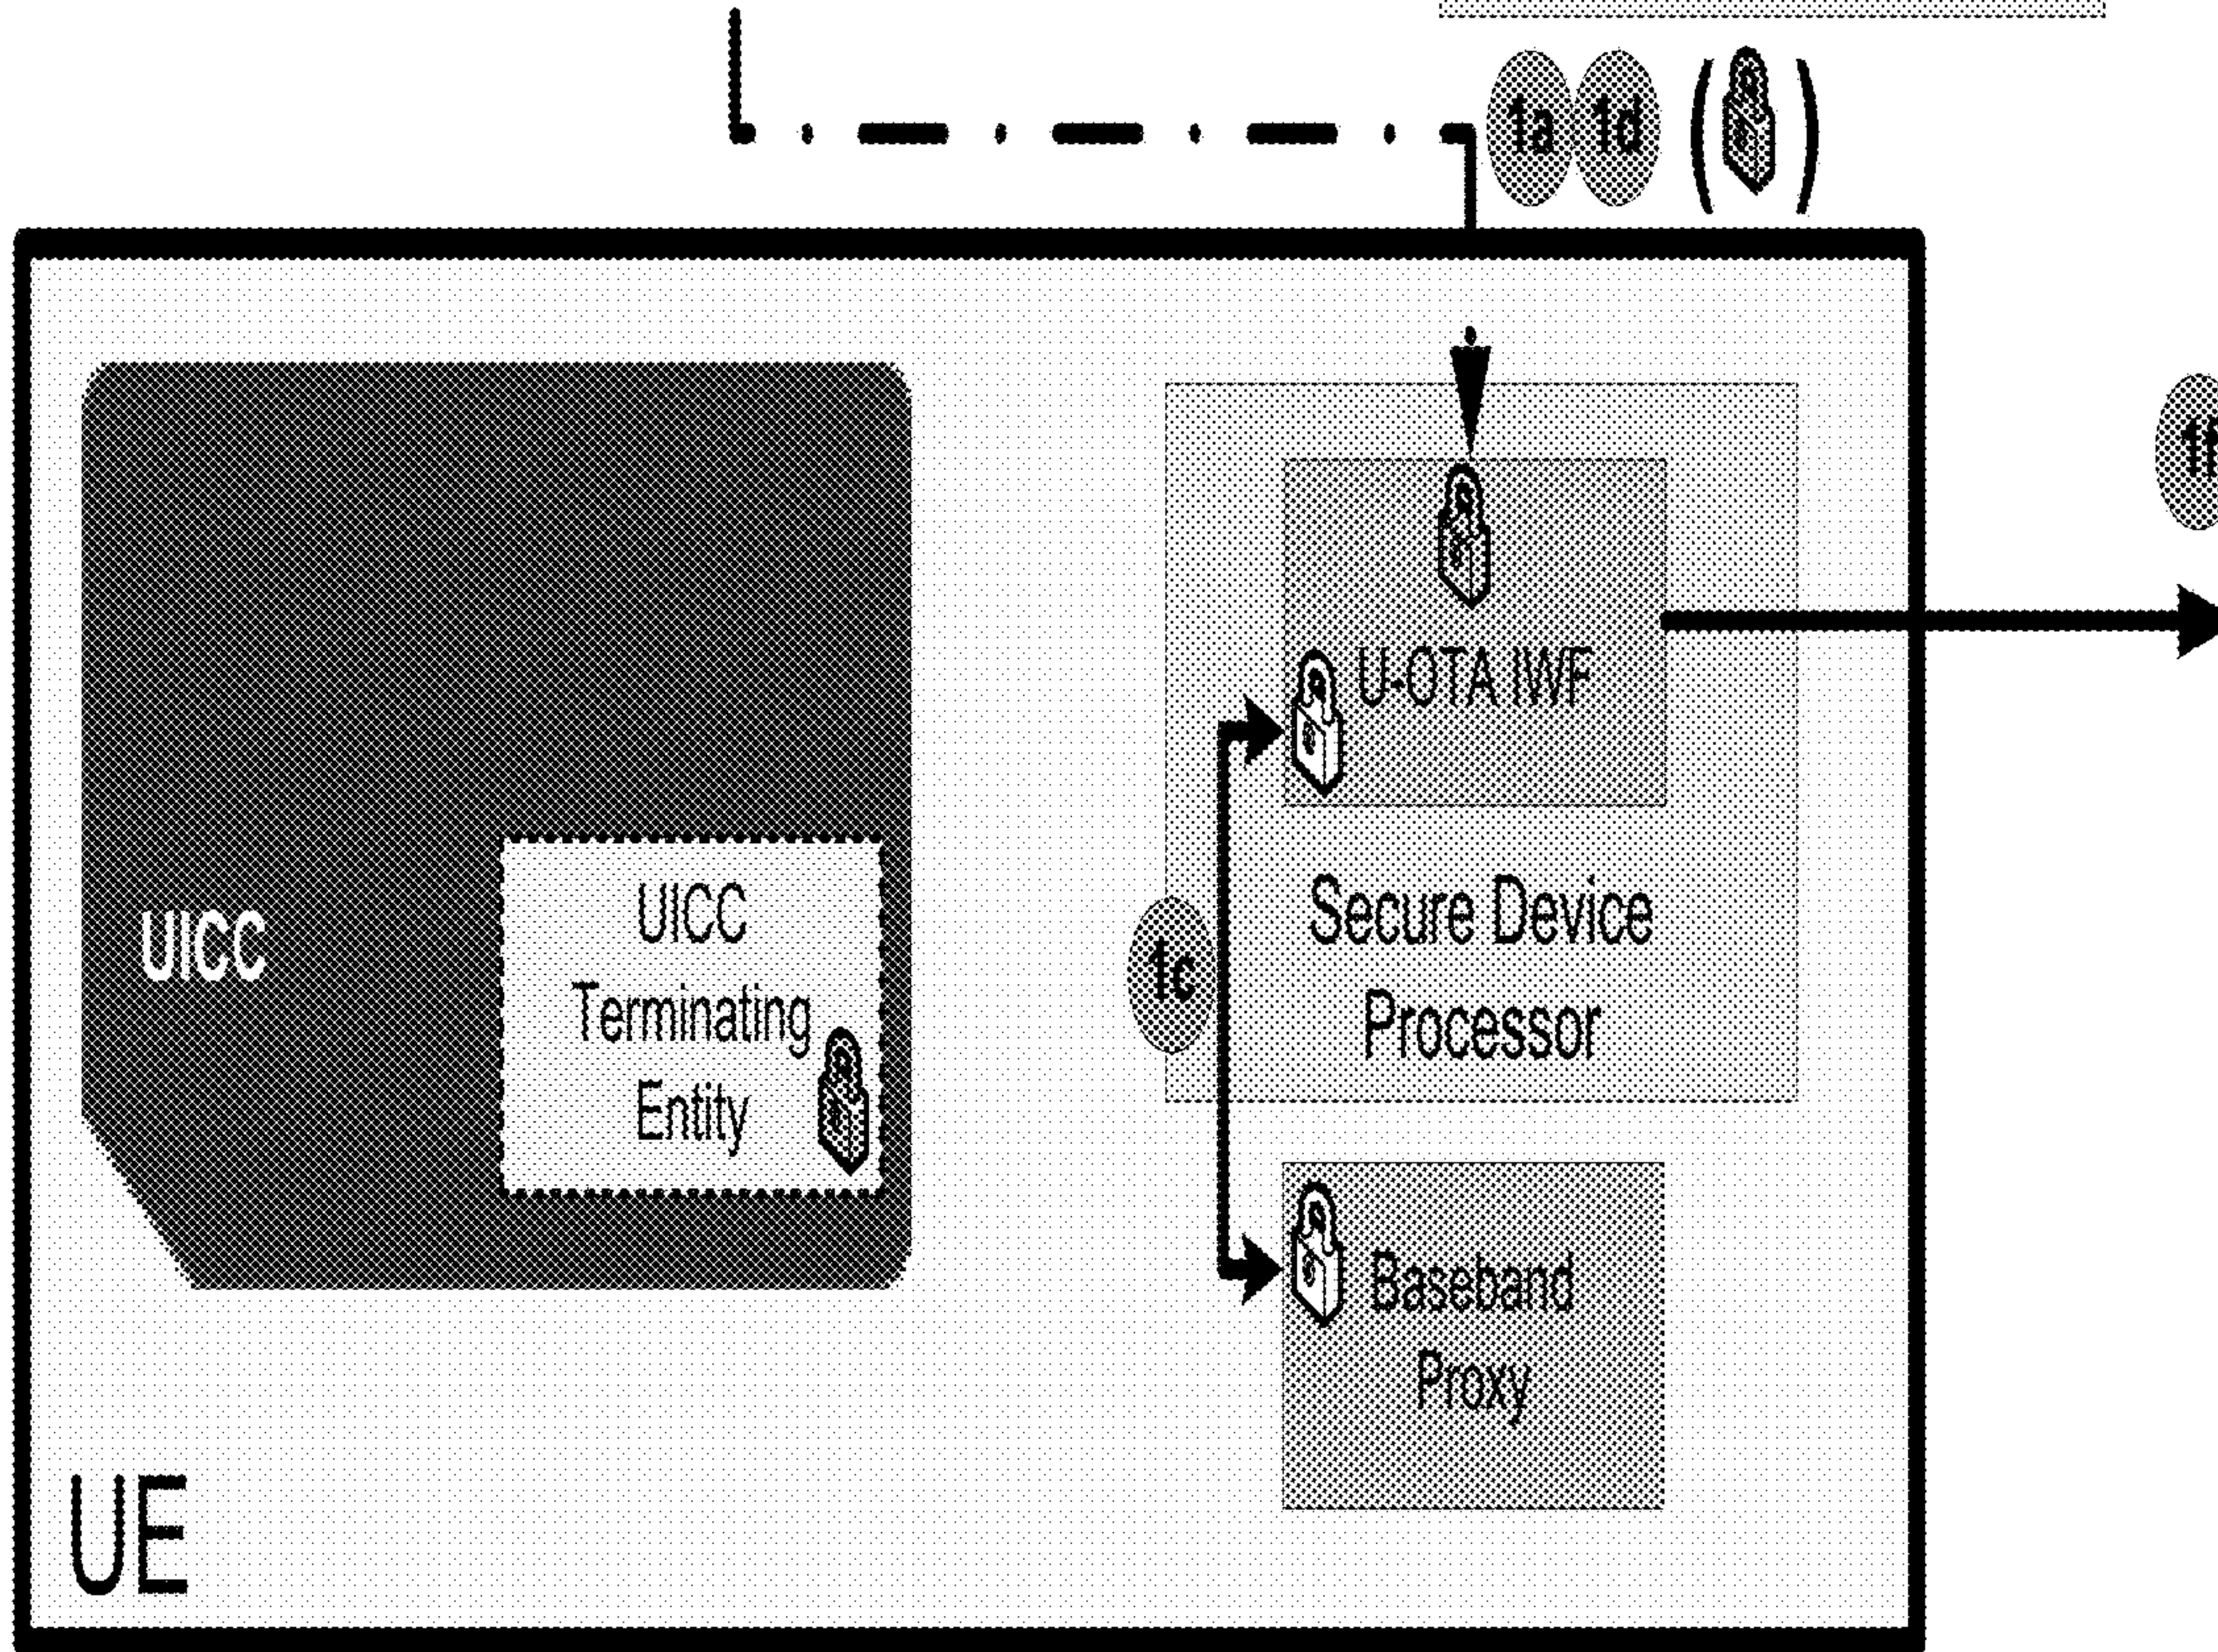 1a 1d ( )
U-OTA IWF
UICC
UICC
Terminating
Entity
1c
Secure Device
Processor
Baseband
Proxy
UE